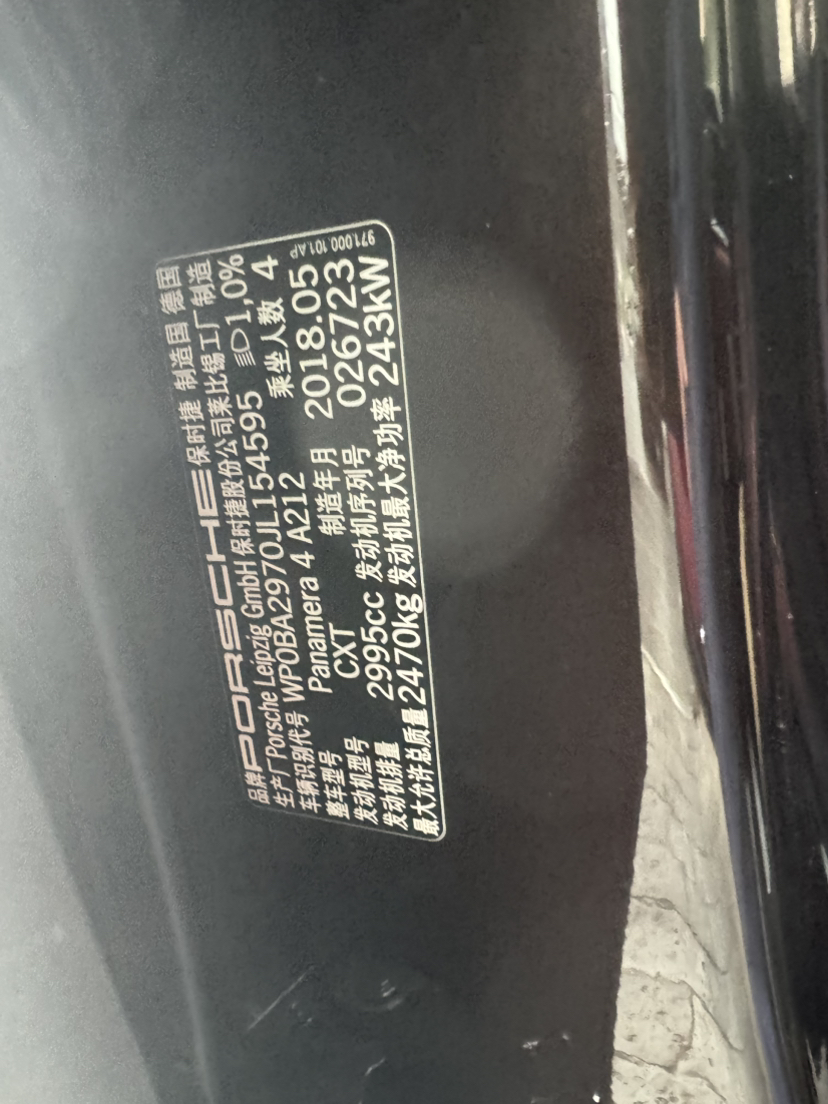 品牌 PORSCHE 保时捷 制造国 德国
生产厂 Porsche Leipzig GmbH 保时捷股份公司莱比锡工厂 制造
车辆识别代号 WP0BA2970JL154595 1,0%
整车型号 Panamera 4 A212 乘坐人数 4
发动机型号 CXT 制造年月 2018.05
发动机排量 2995cc 发动机序列号 026723
最大允许总质量 2470kg 发动机最大净功率 243kW
971.000.101.AP